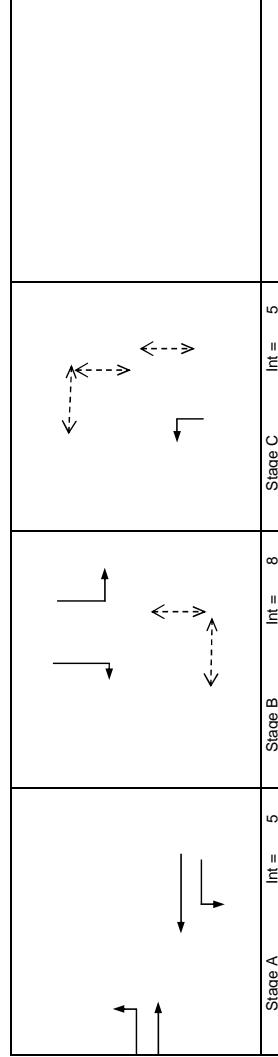 Stage A Int = 5
Stage B Int = 8
Stage C Int = 5